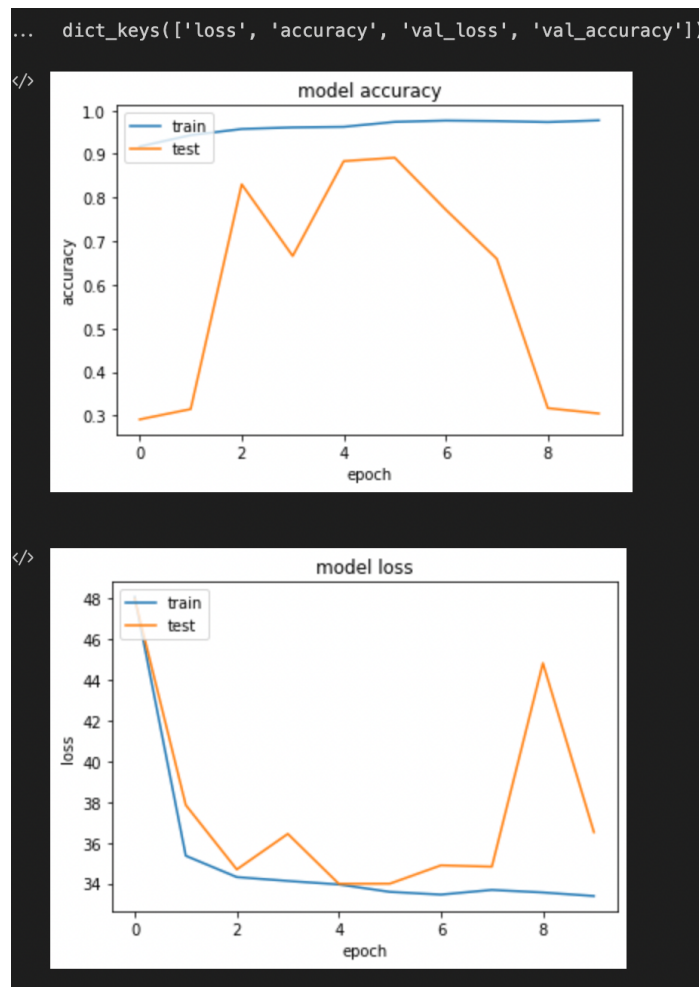 ... dict_keys(['loss', 'accuracy', 'val_loss', 'val_accuracy'])
</>
model accuracy
1.0
train
test
0.9
0.8
0.7
0.6
0.5
0.4
0.3
accuracy
0 2 4 6 8
epoch
</>
model loss
48
train
test
46
44
42
40
38
36
34
loss
0 2 4 6 8
epoch